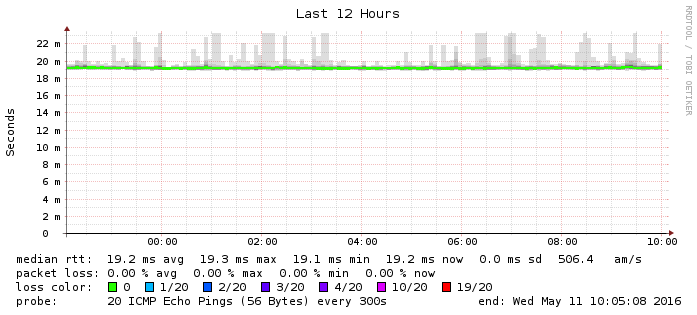 Last 12 Hours
RRDTOOL / TOBI OETIKER
Seconds
22 m
20 m
18 m
16 m
14 m
12 m
10 m
8 m
6 m
4 m
2 m
0
00:00 02:00 04:00 06:00 08:00 10:00
median rtt: 19.2 ms avg 19.3 ms max 19.1 ms min 19.2 ms now 0.0 ms sd 506.4 am/s
packet loss: 0.00 % avg 0.00 % max 0.00 % min 0.00 % now
loss color: 0 1/20 2/20 3/20 4/20 10/20 19/20
probe: 20 ICMP Echo Pings (56 Bytes) every 300s end: Wed May 11 10:05:08 2016